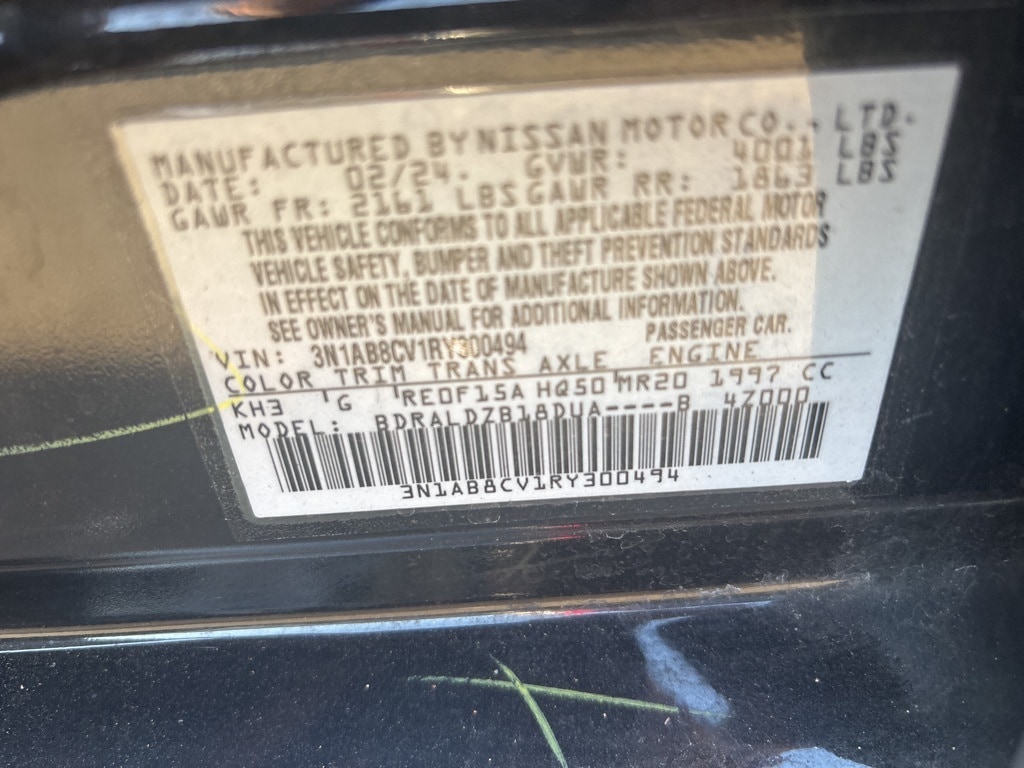 MANUFACTURED BY NISSAN MOTOR CO., LTD.
DATE: 02/24. GVWR: 4001 LBS
GAWR FR: 2161 LBS GAWR RR: 1863 LBS
THIS VEHICLE CONFORMS TO ALL APPLICABLE FEDERAL MOTOR
VEHICLE SAFETY, BUMPER AND THEFT PREVENTION STANDARDS
IN EFFECT ON THE DATE OF MANUFACTURE SHOWN ABOVE.
SEE OWNER'S MANUAL FOR ADDITIONAL INFORMATION.
VIN: 3N1AB8CV1RY300494 PASSENGER CAR.
COLOR TRIM TRANS AXLE ENGINE
KH3 G RE0F15A HQ50 MR20 1997 CC
MODEL: BDRALDZB18DUA----B 4Z000
3N1AB8CV1RY300494